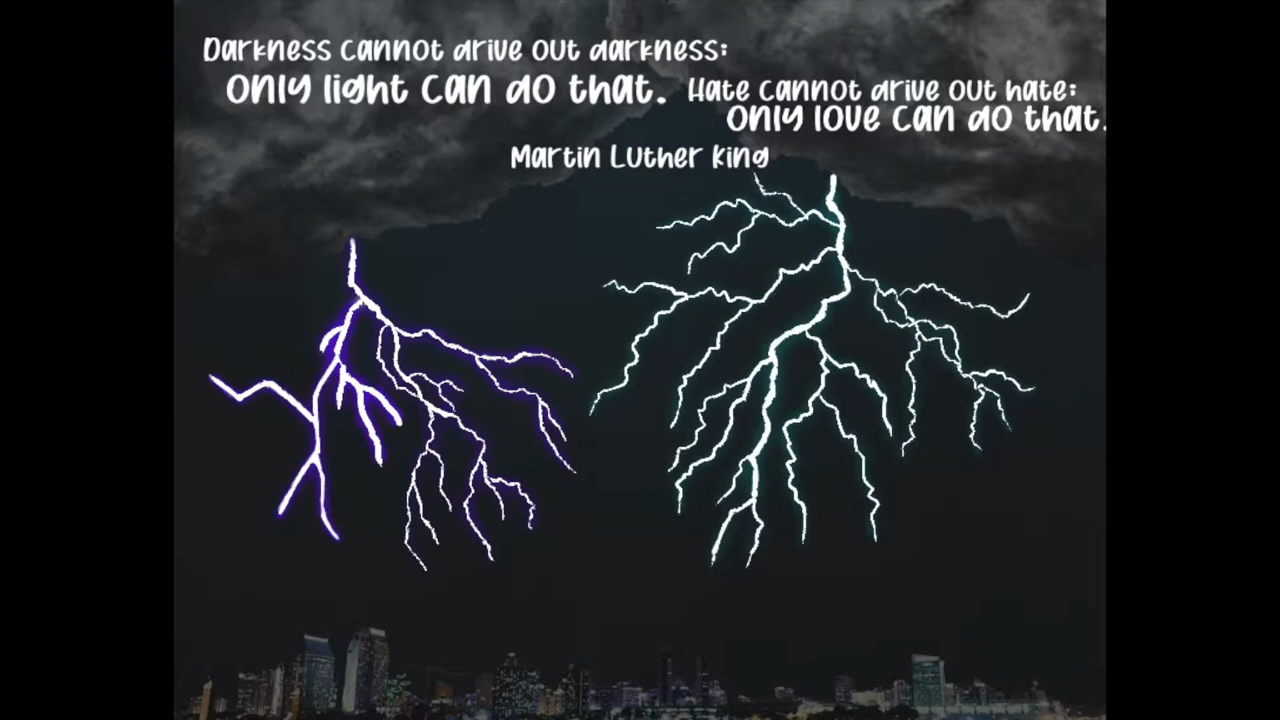 Darkness cannot drive out darkness:
only light can do that.
Hate cannot drive out hate:
only love can do that.
Martin Luther King